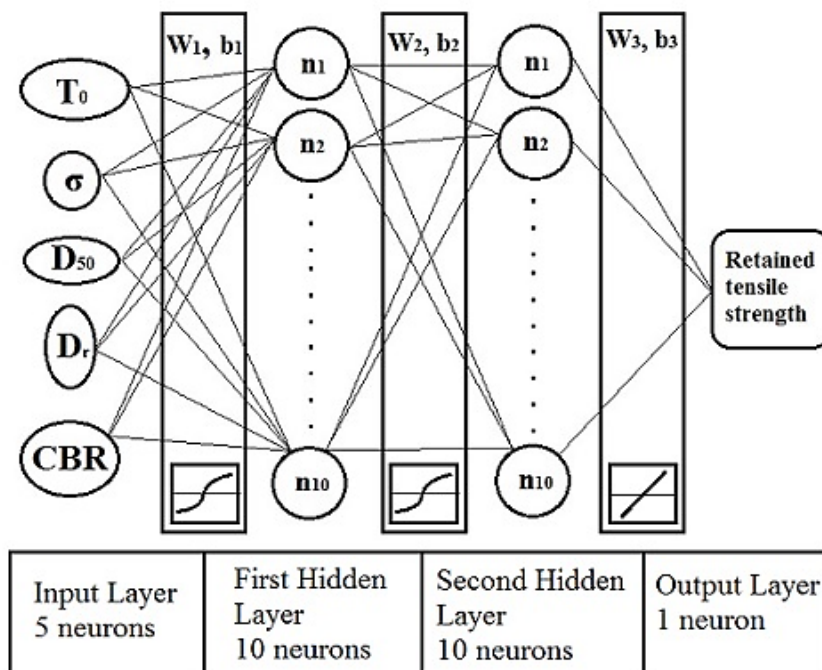 W1, b1
W2, b2
W3, b3
T0
σ
D50
Dr
CBR
n1
n2
n10
n1
n2
n10
Retained
tensile
strength
Input Layer
5 neurons
First Hidden
Layer
10 neurons
Second Hidden
Layer
10 neurons
Output Layer
1 neuron